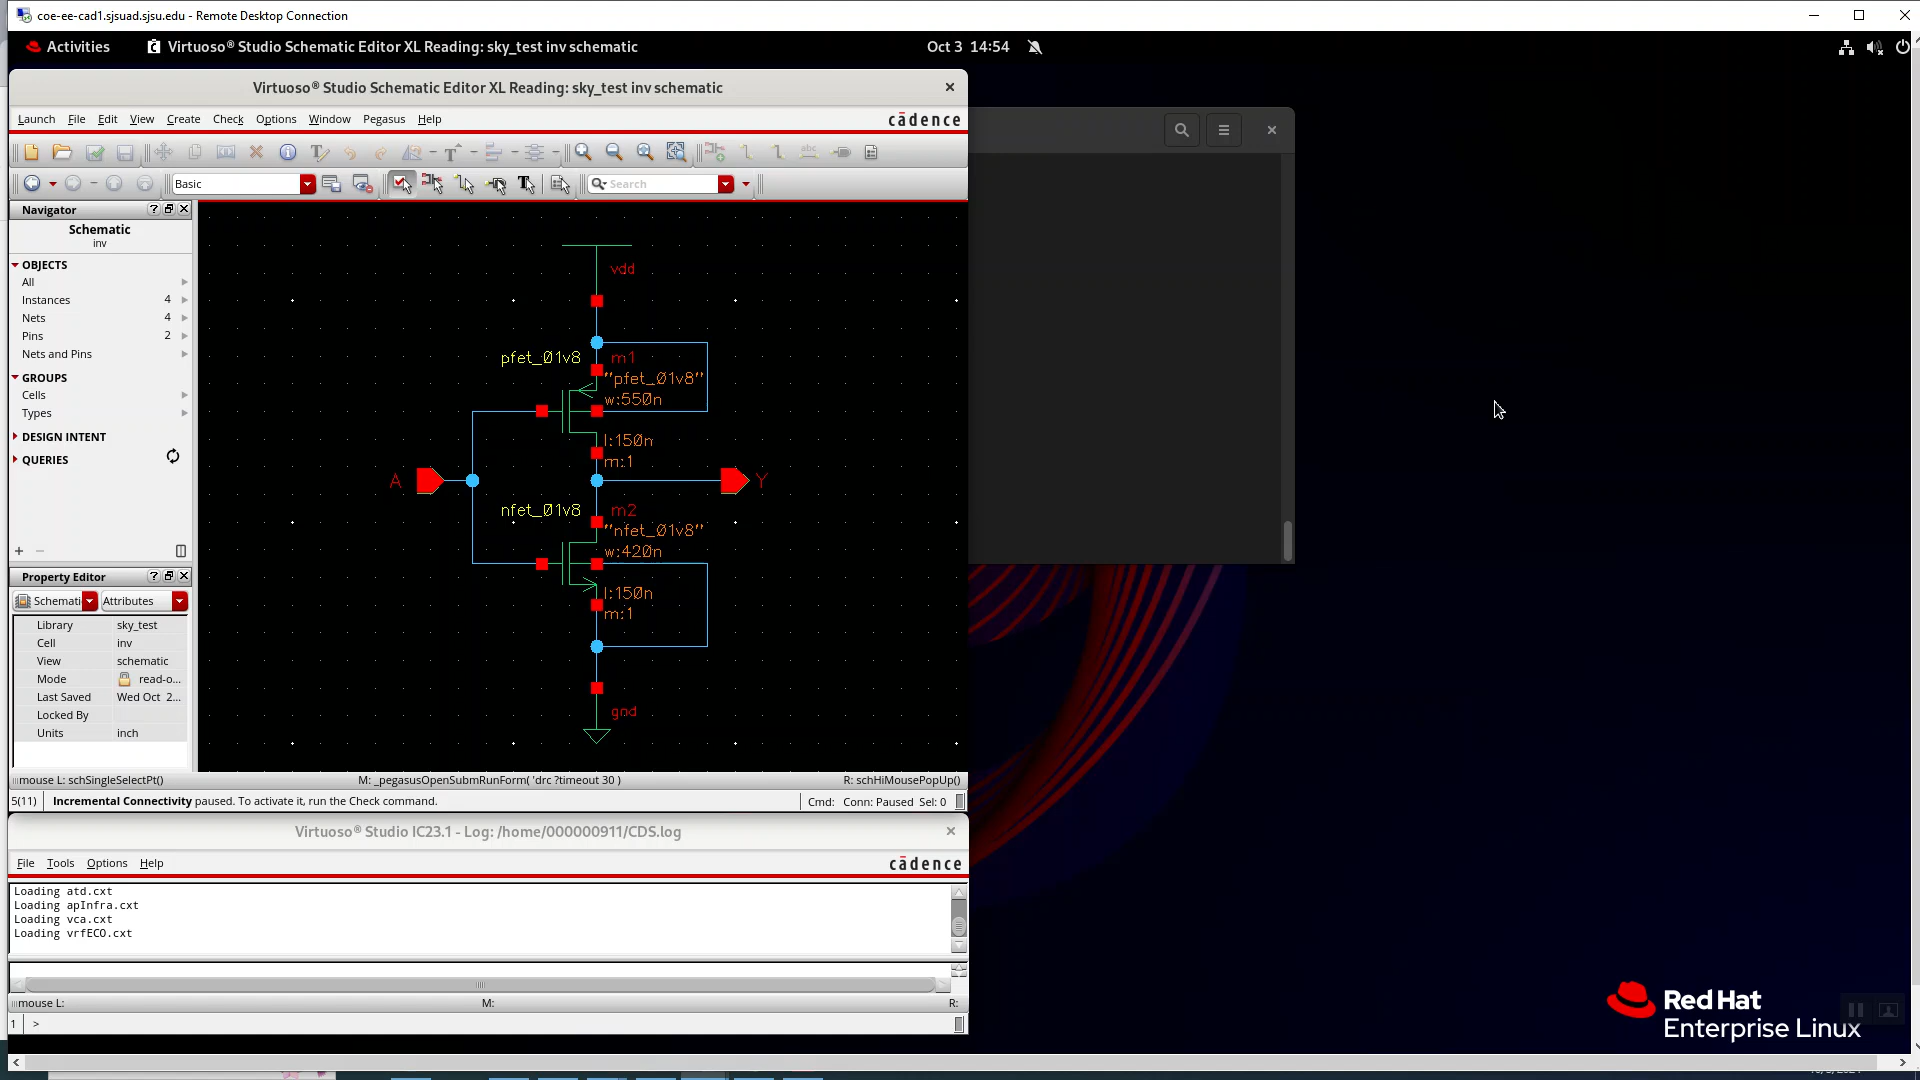 coe-ee-cad1.sjsuad.sjsu.edu - Remote Desktop Connection
Activities
Virtuoso® Studio Schematic Editor XL Reading: sky_test inv schematic
Oct 3 14:54
Virtuoso® Studio Schematic Editor XL Reading: sky_test inv schematic
Launch File Edit View Create Check Options Window Pegasus Help
cādence
Basic
Search
Navigator
Schematic
inv
OBJECTS
All
Instances 4
Nets 4
Pins 2
Nets and Pins
GROUPS
Cells
Types
DESIGN INTENT
QUERIES
Property Editor
Schemati Attributes
Library sky_test
Cell inv
View schematic
Mode read-o...
Last Saved Wed Oct 2...
Locked By
Units inch
vdd
pfet_01v8 m1
"pfet_01v8"
w:550n
l:150n
m:1
A
Y
nfet_01v8 m2
"nfet_01v8"
w:420n
l:150n
m:1
gnd
mouse L: schSingleSelectPt() M: _pegasusOpenSubmRunForm( 'drc ?timeout 30 ) R: schHiMousePopUp()
5(11) Incremental Connectivity paused. To activate it, run the Check command. Cmd: Conn: Paused Sel: 0
Virtuoso® Studio IC23.1 - Log: /home/000000911/CDS.log
File Tools Options Help
cādence
Loading atd.cxt
Loading apInfra.cxt
Loading vca.cxt
Loading vrfECO.cxt
mouse L: M: R:
1 >
Red Hat
Enterprise Linux